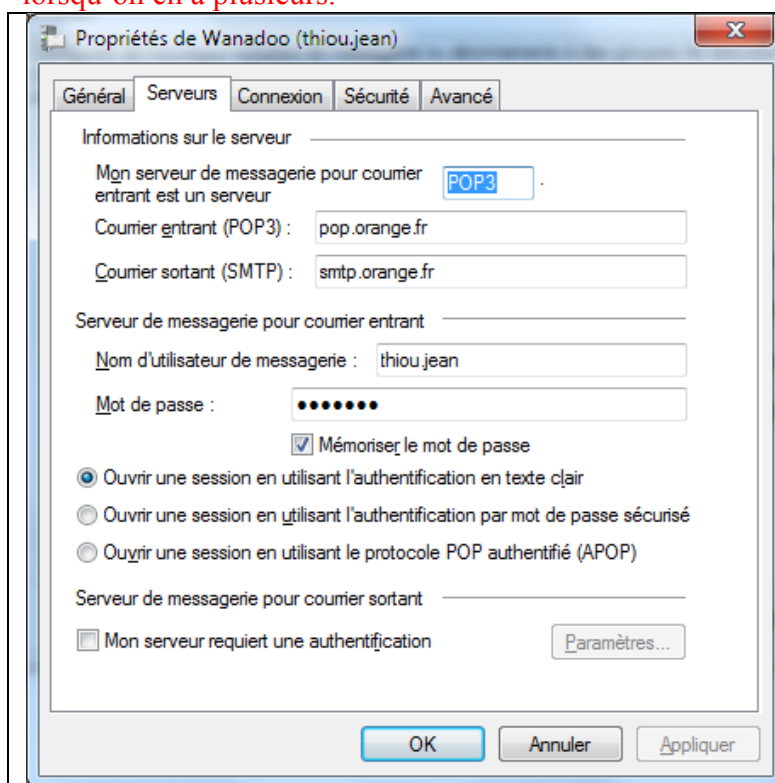 lorsqu'on en a plusieurs.
Propriétés de Wanadoo (thiou.jean)
Général Serveurs Connexion Sécurité Avancé
Informations sur le serveur
Mon serveur de messagerie pour courrier
entrant est un serveur
POP3 .
Courrier entrant (POP3) : pop.orange.fr
Courrier sortant (SMTP) : smtp.orange.fr
Serveur de messagerie pour courrier entrant
Nom d'utilisateur de messagerie : thiou.jean
Mot de passe : •••••••
Mémoriser le mot de passe
Ouvrir une session en utilisant l'authentification en texte clair
Ouvrir une session en utilisant l'authentification par mot de passe sécurisé
Ouvrir une session en utilisant le protocole POP authentifié (APOP)
Serveur de messagerie pour courrier sortant
Mon serveur requiert une authentification Paramètres...
OK Annuler Appliquer